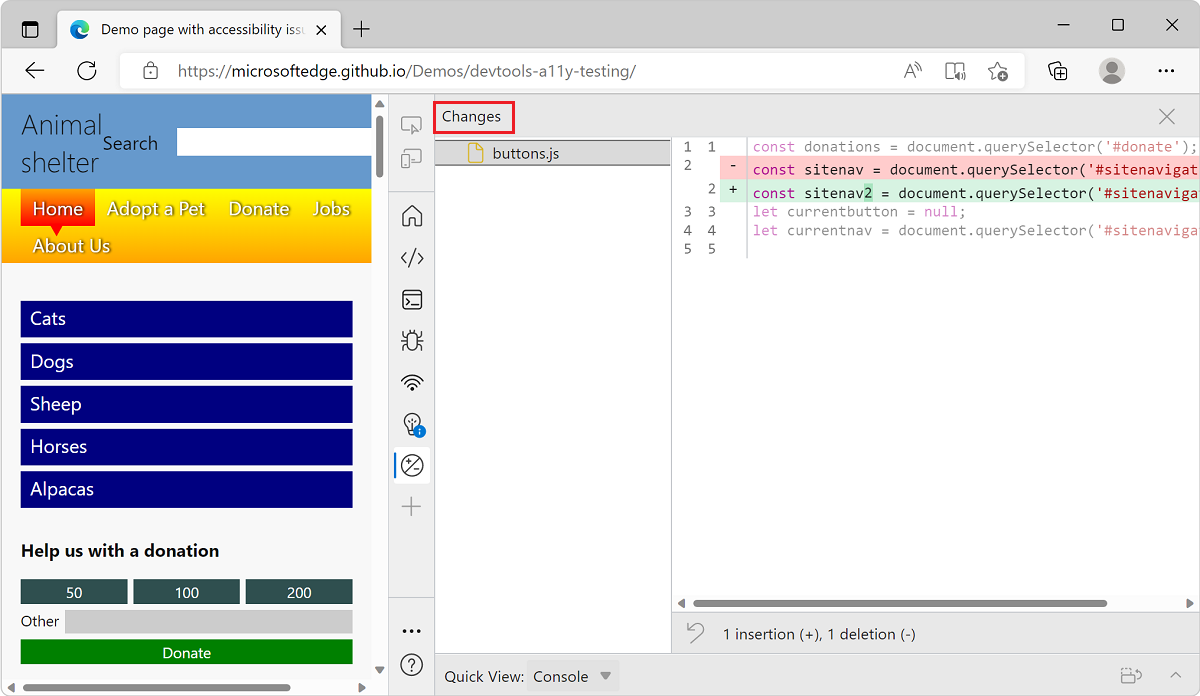 Demo page with accessibility iss
https://microsoftedge.github.io/Demos/devtools-a11y-testing/
Animal
shelter
Search
Home Adopt a Pet Donate Jobs
About Us
Cats
Dogs
Sheep
Horses
Alpacas
Help us with a donation
50 100 200
Other
Donate
Changes
buttons.js
1 1 const donations = document.querySelector('#donate');
2 - const sitenav = document.querySelector('#sitenavigat
2 + const sitenav2 = document.querySelector('#sitenaviga
3 3 let currentbutton = null;
4 4 let currentnav = document.querySelector('#sitenaviga
5 5
1 insertion (+), 1 deletion (-)
Quick View: Console